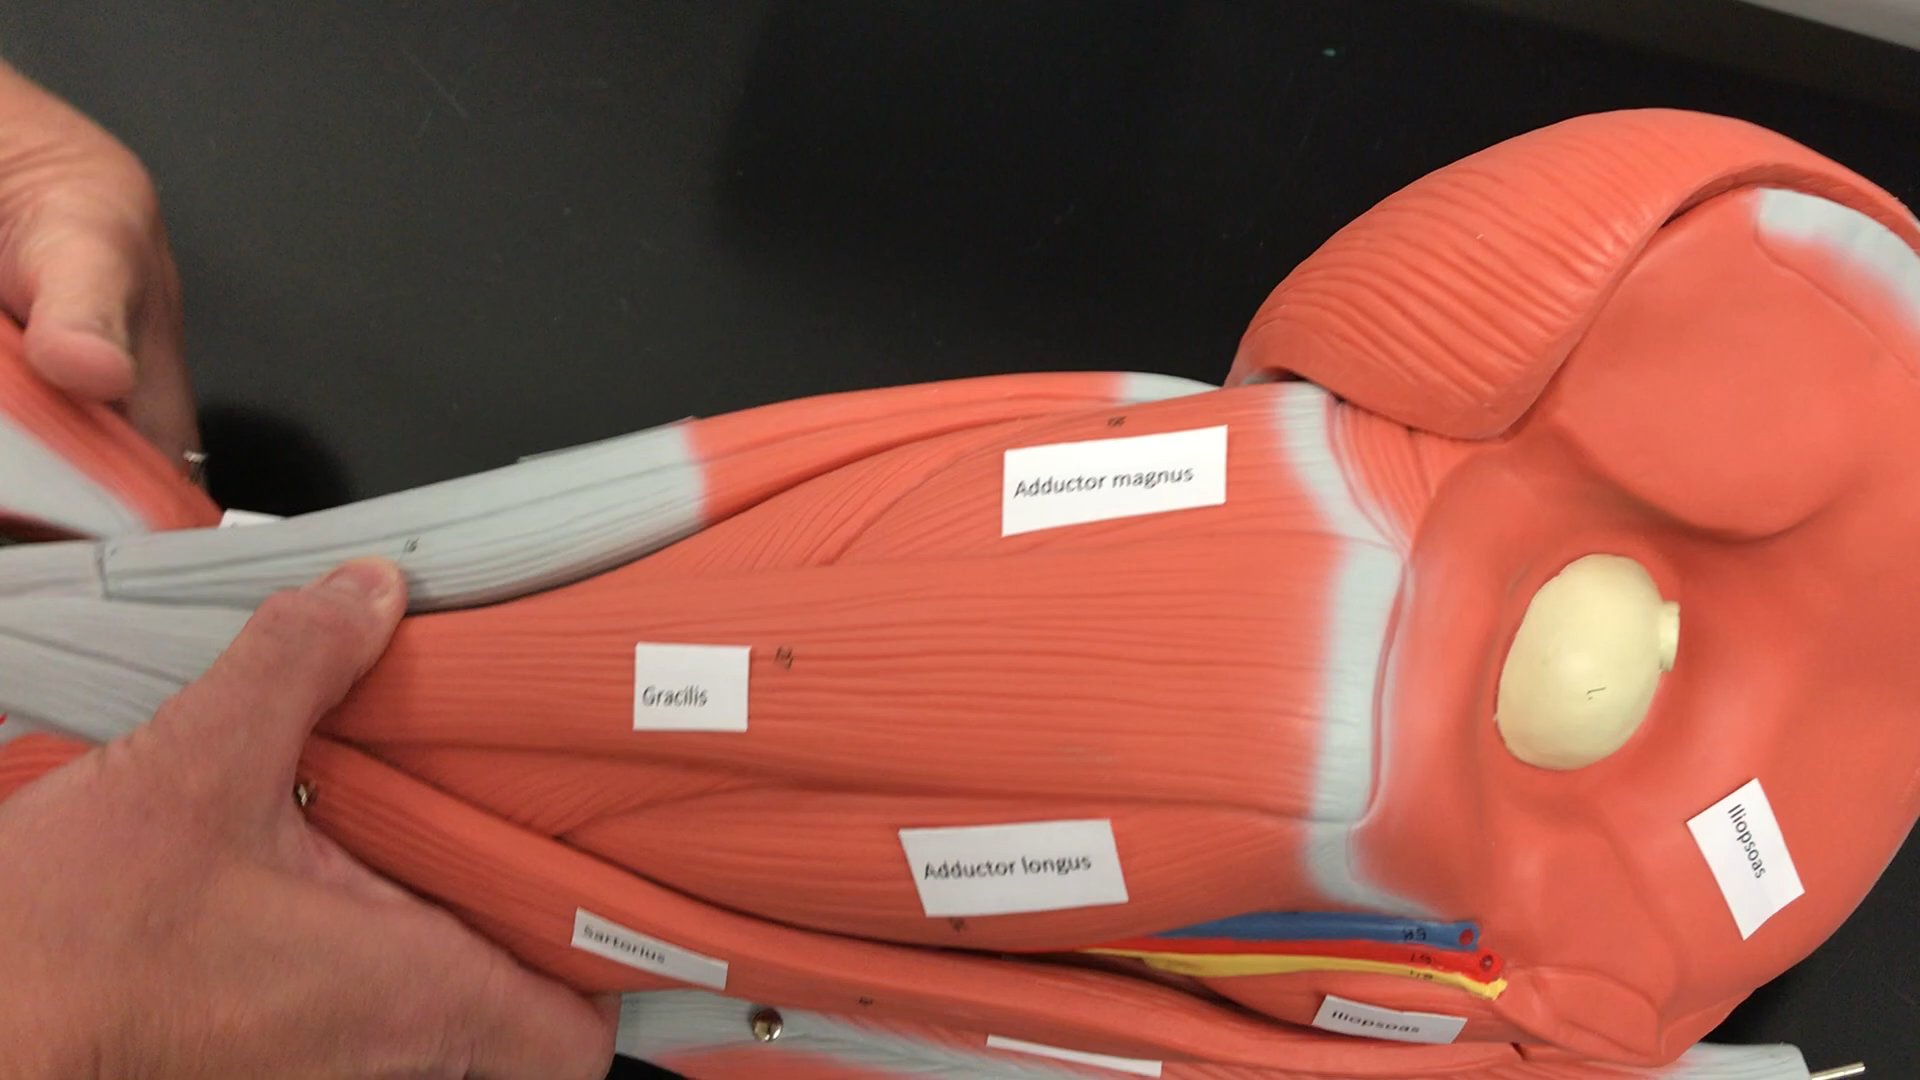 Adductor magnus
Gracilis
Adductor longus
Iliopsoas
Sartorius
Iliopsoas